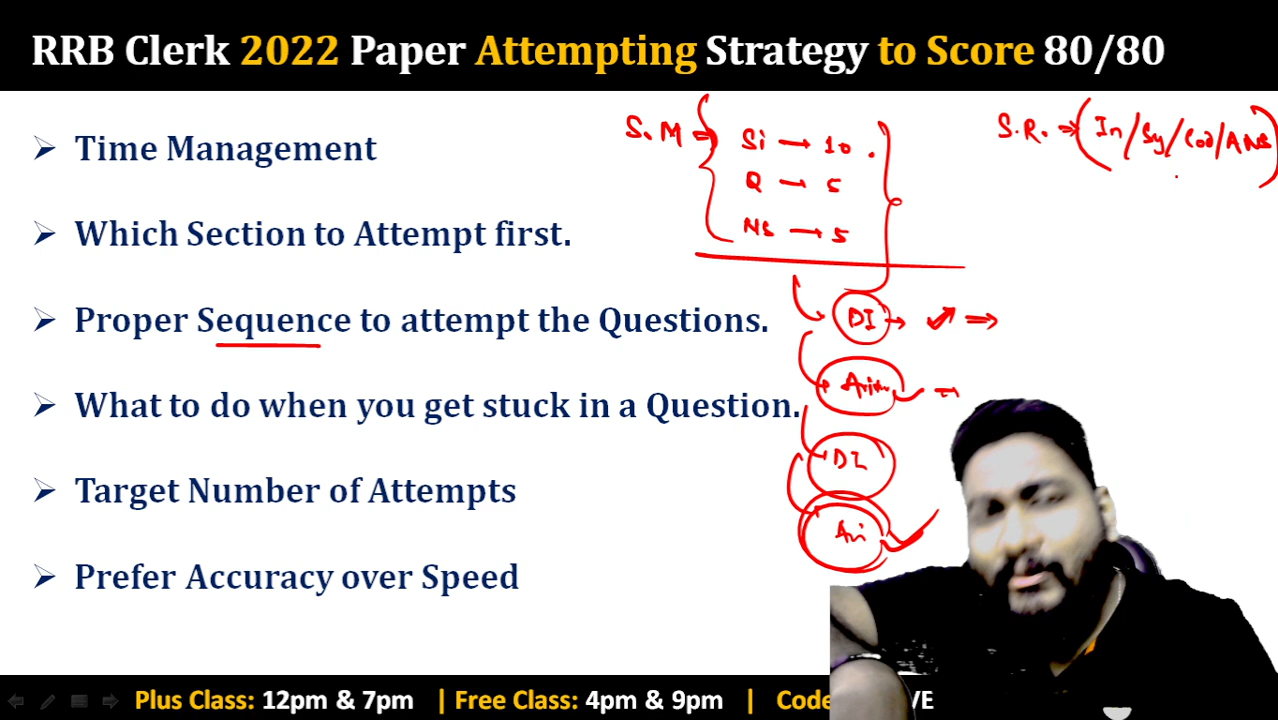 RRB Clerk 2022 Paper Attempting Strategy to Score 80/80
Time Management
Which Section to Attempt first.
Proper Sequence to attempt the Questions.
What to do when you get stuck in a Question.
Target Number of Attempts
Prefer Accuracy over Speed
S.M ⇒
Si → 10.
Q → 5
NS → 5
DI →
DI
Ari
S.R. ⇒ (In/Sy/Cod/ANS)
Plus Class: 12pm & 7pm | Free Class: 4pm & 9pm | Code